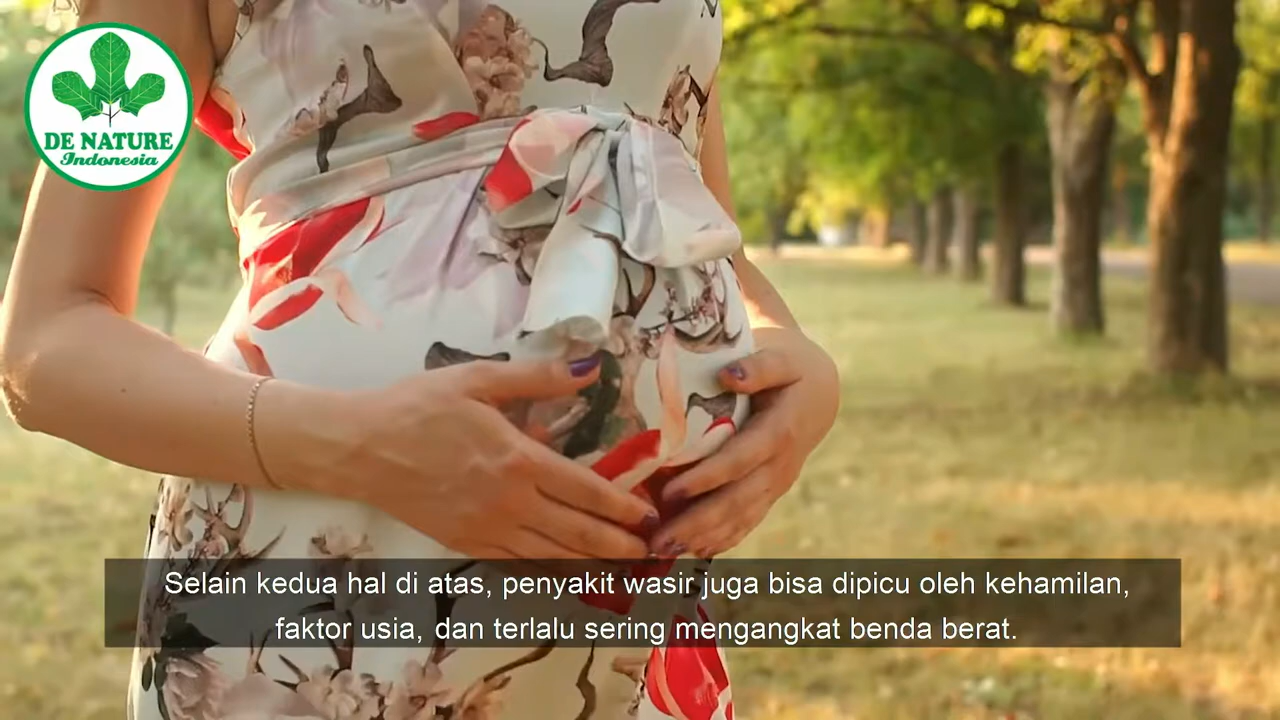 DE NATURE
Indonesia
Selain kedua hal di atas, penyakit wasir juga bisa dipicu oleh kehamilan,
faktor usia, dan terlalu sering mengangkat benda berat.